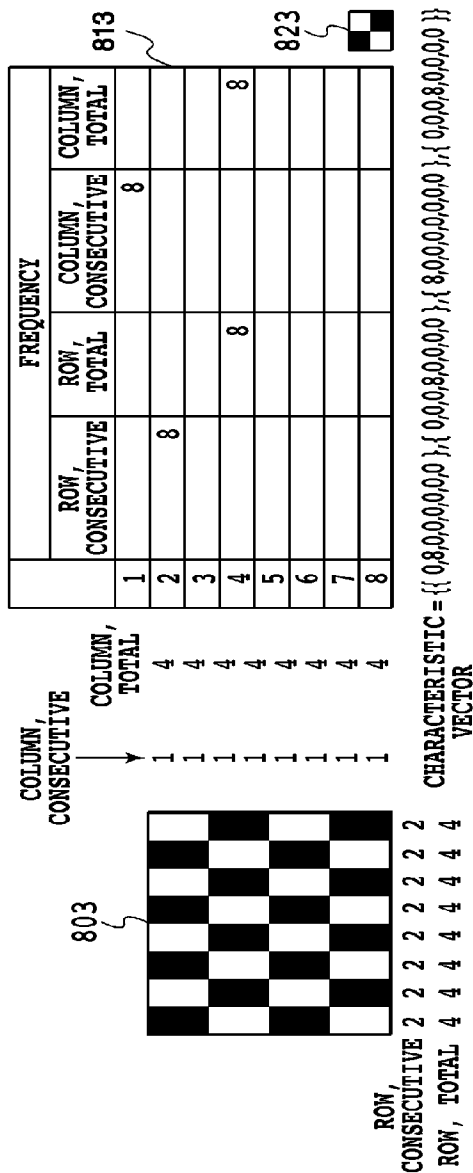 803
COLUMN,
CONSECUTIVE
COLUMN,
TOTAL
1 4
1 4
1 4
1 4
1 4
1 4
1 4
1 4
ROW,
CONSECUTIVE 2 2 2 2 2 2 2 2
ROW, TOTAL 4 4 4 4 4 4 4 4
FREQUENCY
ROW,
CONSECUTIVE
ROW,
TOTAL
COLUMN,
CONSECUTIVE
COLUMN,
TOTAL
1 8
2 8
3
4 8 8
5
6
7
8
813
823
CHARACTERISTIC = {{ 0,8,0,0,0,0,0,0 },{ 0,0,0,8,0,0,0,0 },{ 8,0,0,0,0,0,0,0 },{ 0,0,0,8,0,0,0,0 }}
VECTOR